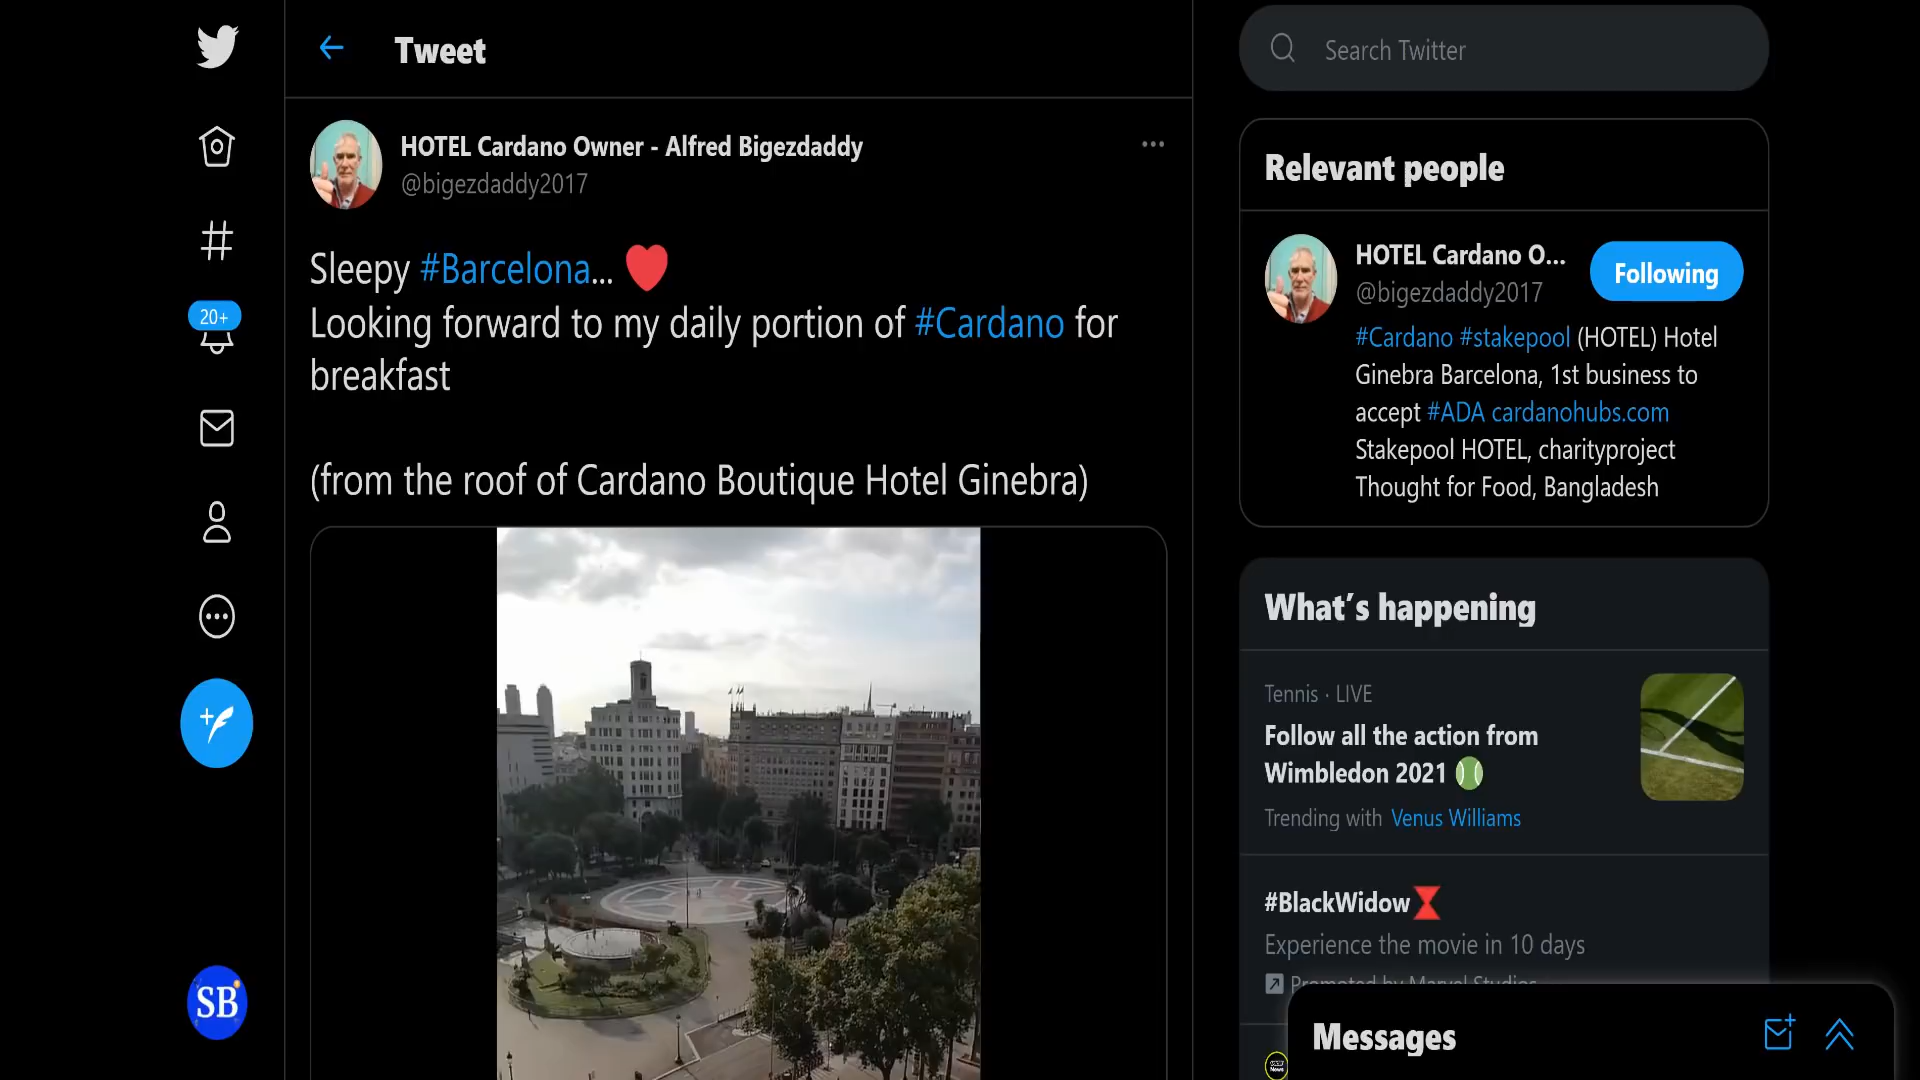 Tweet
Search Twitter
HOTEL Cardano Owner - Alfred Bigezdaddy
@bigezdaddy2017
Sleepy #Barcelona...
Looking forward to my daily portion of #Cardano for
breakfast
(from the roof of Cardano Boutique Hotel Ginebra)
20+
SB
Relevant people
HOTEL Cardano O...
@bigezdaddy2017
Following
#Cardano #stakepool (HOTEL) Hotel
Ginebra Barcelona, 1st business to
accept #ADA cardanohubs.com
Stakepool HOTEL, charityproject
Thought for Food, Bangladesh
What's happening
Tennis · LIVE
Follow all the action from
Wimbledon 2021
Trending with Venus Williams
#BlackWidow
Experience the movie in 10 days
Promoted by Marvel Studios
Messages